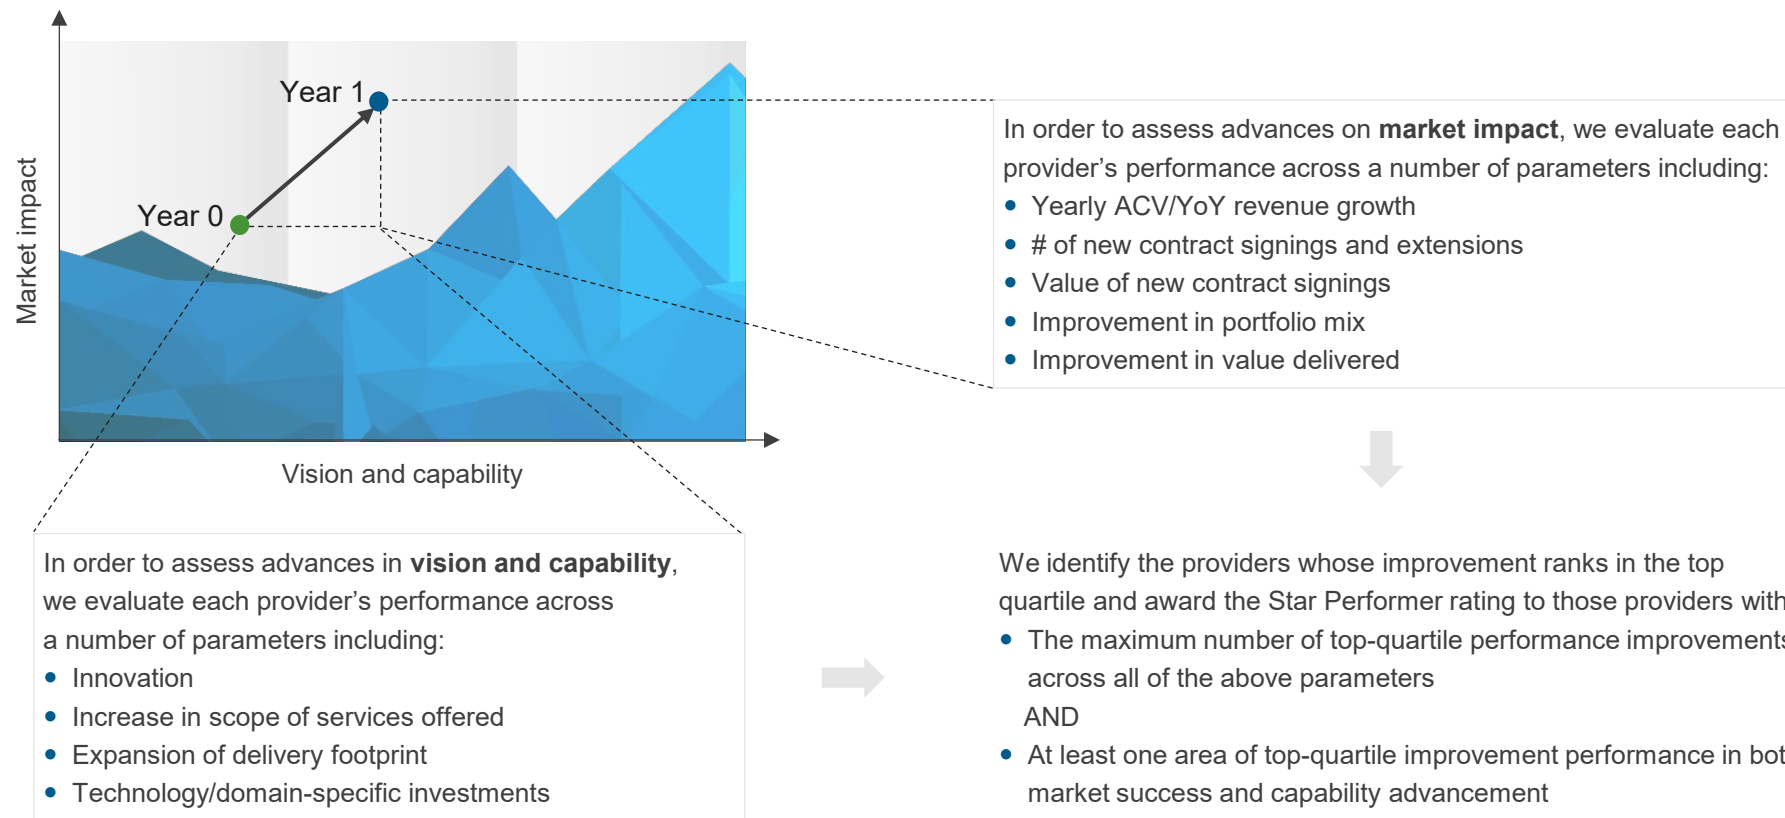 Year 1
Year 0
Market impact
Vision and capability
In order to assess advances on market impact, we evaluate each
provider’s performance across a number of parameters including:
• Yearly ACV/YoY revenue growth
• # of new contract signings and extensions
• Value of new contract signings
• Improvement in portfolio mix
• Improvement in value delivered
In order to assess advances in vision and capability,
we evaluate each provider’s performance across
a number of parameters including:
• Innovation
• Increase in scope of services offered
• Expansion of delivery footprint
• Technology/domain-specific investments
We identify the providers whose improvement ranks in the top
quartile and award the Star Performer rating to those providers with
• The maximum number of top-quartile performance improvements
across all of the above parameters
AND
• At least one area of top-quartile improvement performance in bot
market success and capability advancement